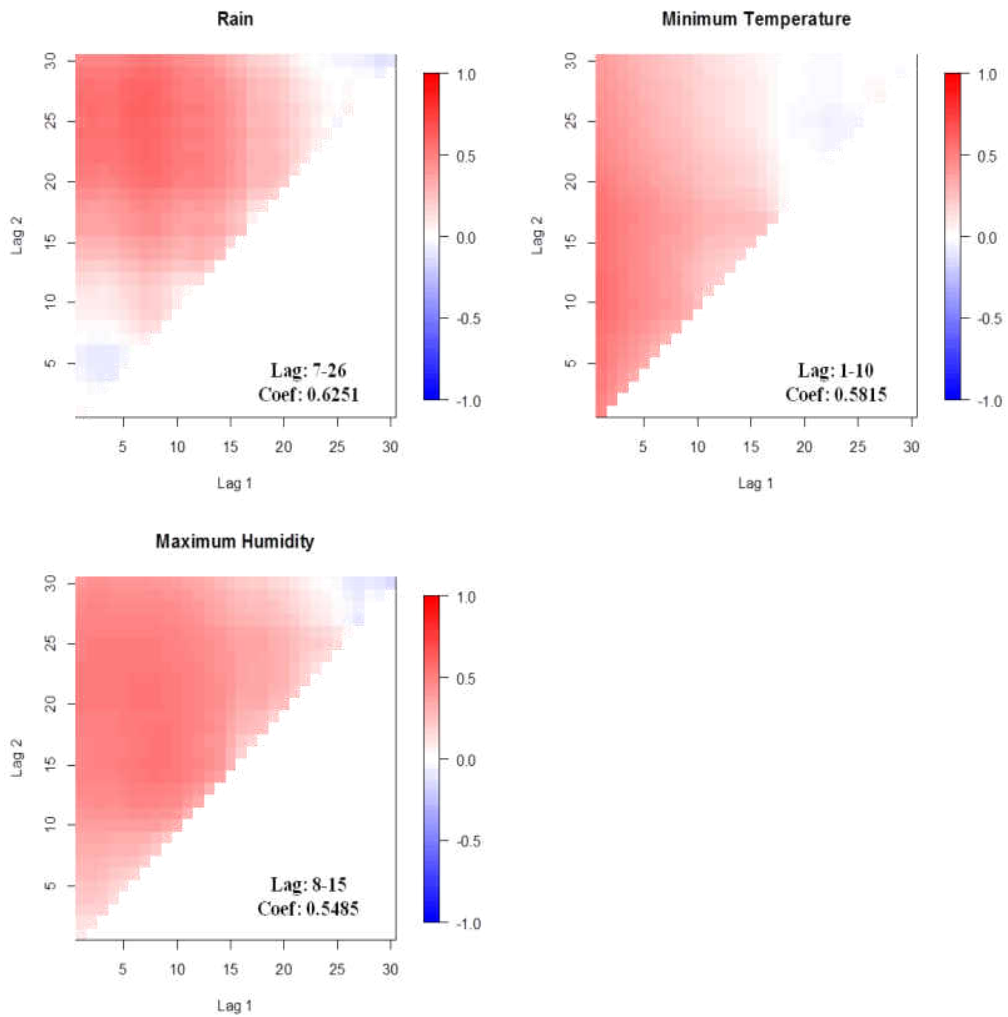 Rain
30
25
20
15
10
5
Lag 2
5 10 15 20 25 30
Lag 1
1.0
0.5
0.0
-0.5
-1.0
Lag: 7-26
Coef: 0.6251
Minimum Temperature
30
25
20
15
10
5
Lag 2
5 10 15 20 25 30
Lag 1
1.0
0.5
0.0
-0.5
-1.0
Lag: 1-10
Coef: 0.5815
Maximum Humidity
30
25
20
15
10
5
Lag 2
5 10 15 20 25 30
Lag 1
1.0
0.5
0.0
-0.5
-1.0
Lag: 8-15
Coef: 0.5485